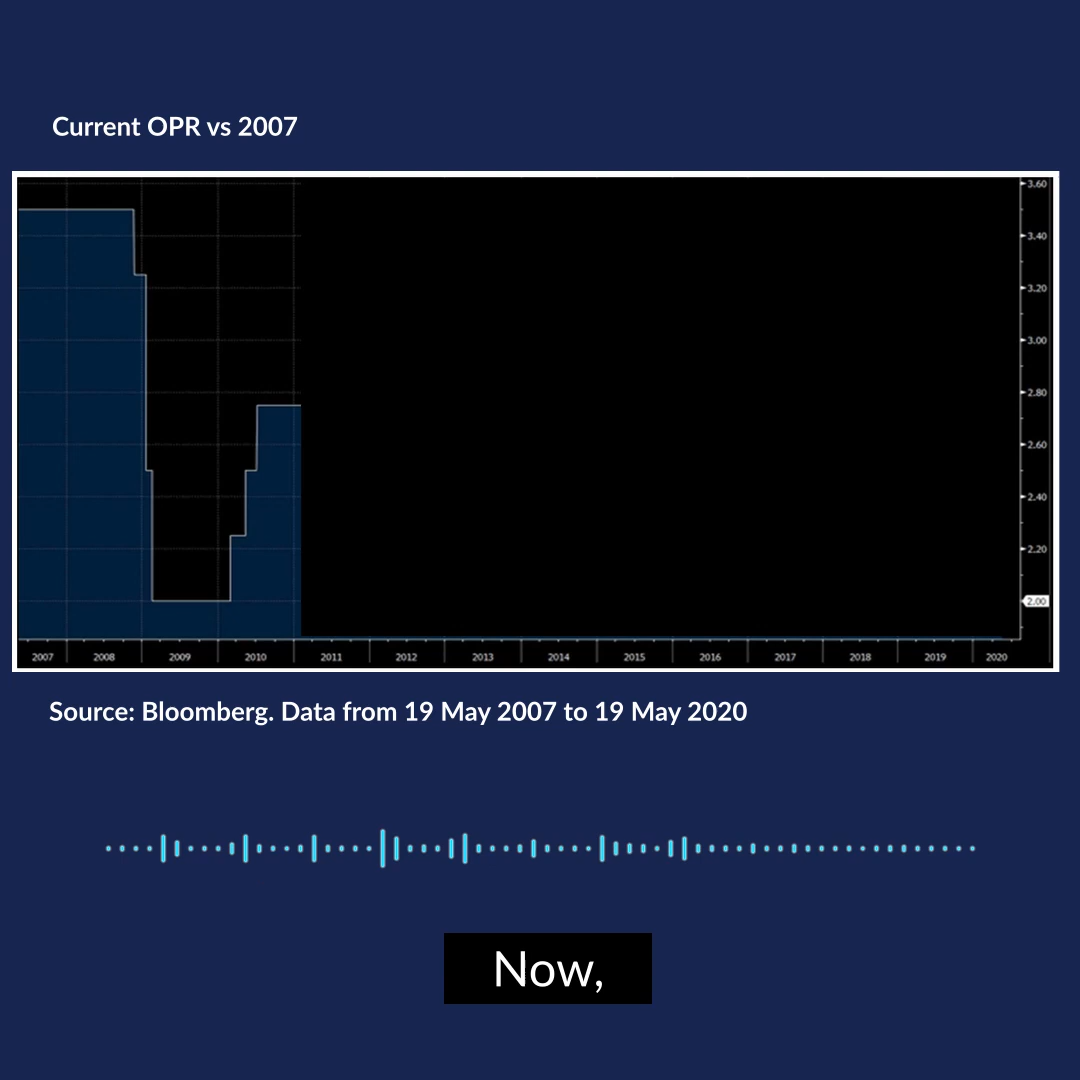 Current OPR vs 2007
3.60
3.40
3.20
3.00
2.80
2.60
2.40
2.20
2.00
2007 2008 2009 2010 2011 2012 2013 2014 2015 2016 2017 2018 2019 2020
Source: Bloomberg. Data from 19 May 2007 to 19 May 2020
Now,